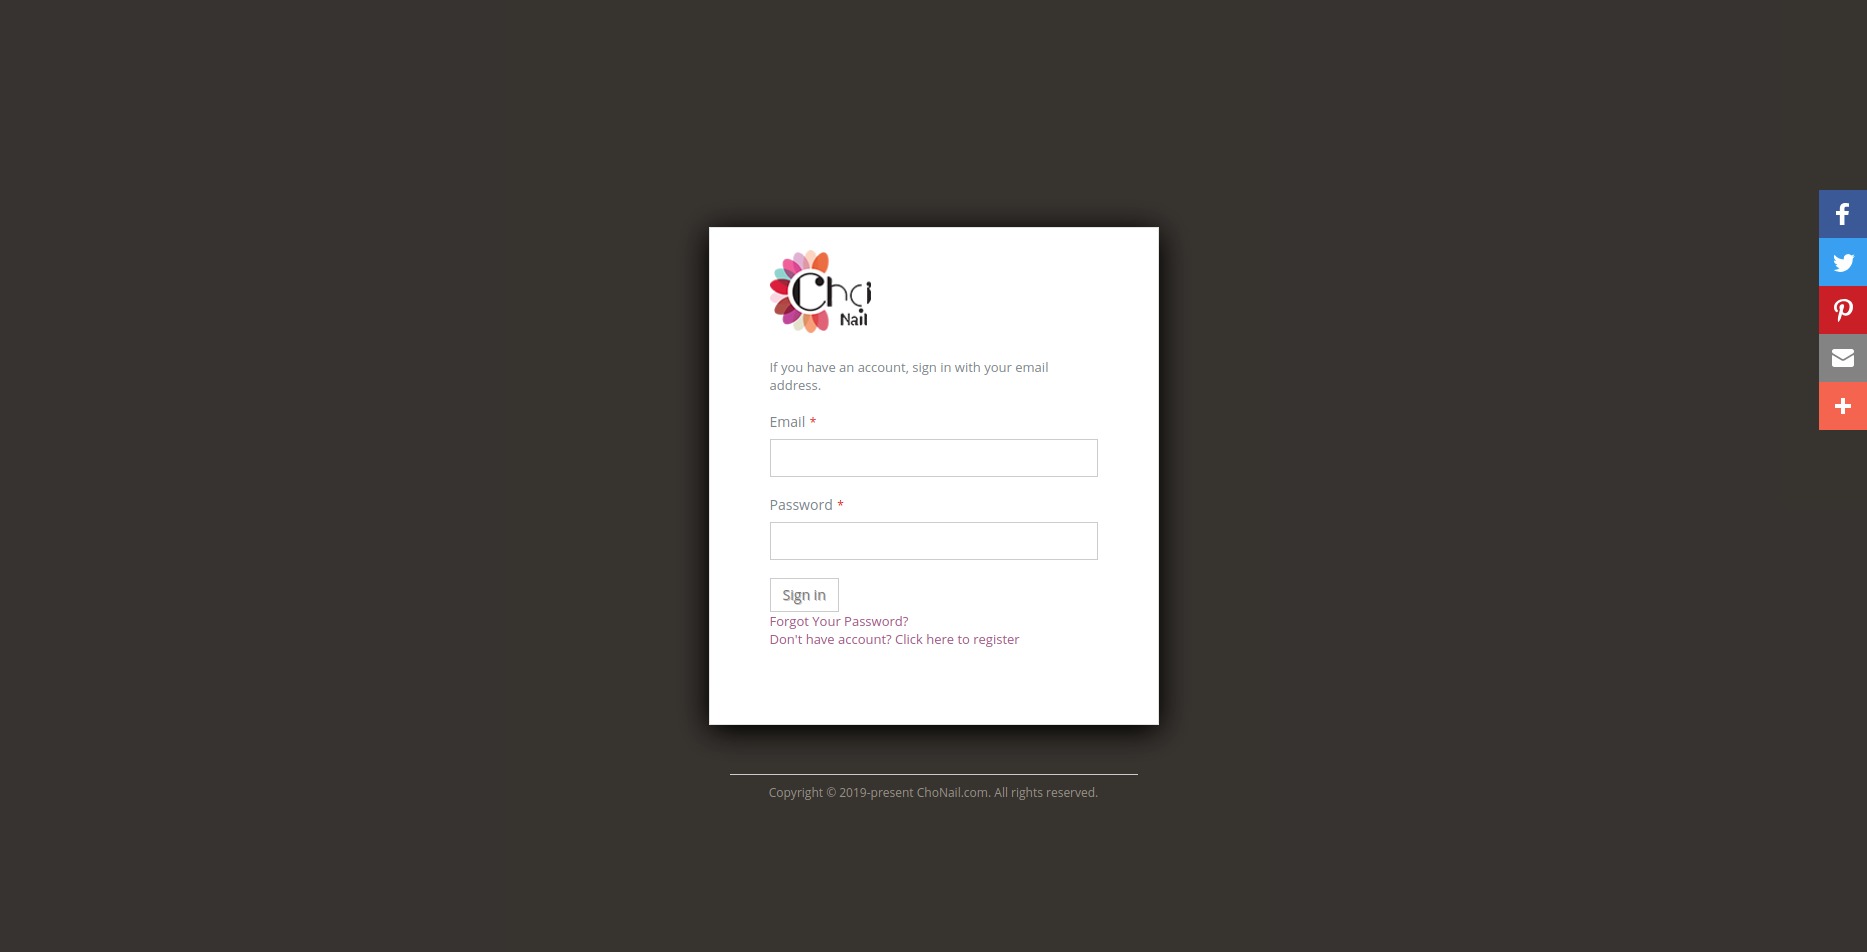 Choi
Nail
If you have an account, sign in with your email
address.
Email *
Password *
Sign in
Forgot Your Password?
Don't have account? Click here to register
Copyright © 2019-present ChoNail.com. All rights reserved.